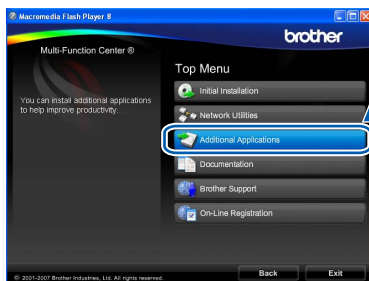 Macromedia Flash Player 8
brother
Multi-Function Center ®
Top Menu
You can install additional applications
to help improve productivity.
Initial Installation
Network Utilities
Additional Applications
Documentation
Brother Support
On-Line Registration
© 2001-2007 Brother Industries, Ltd. All rights reserved.
Back
Exit